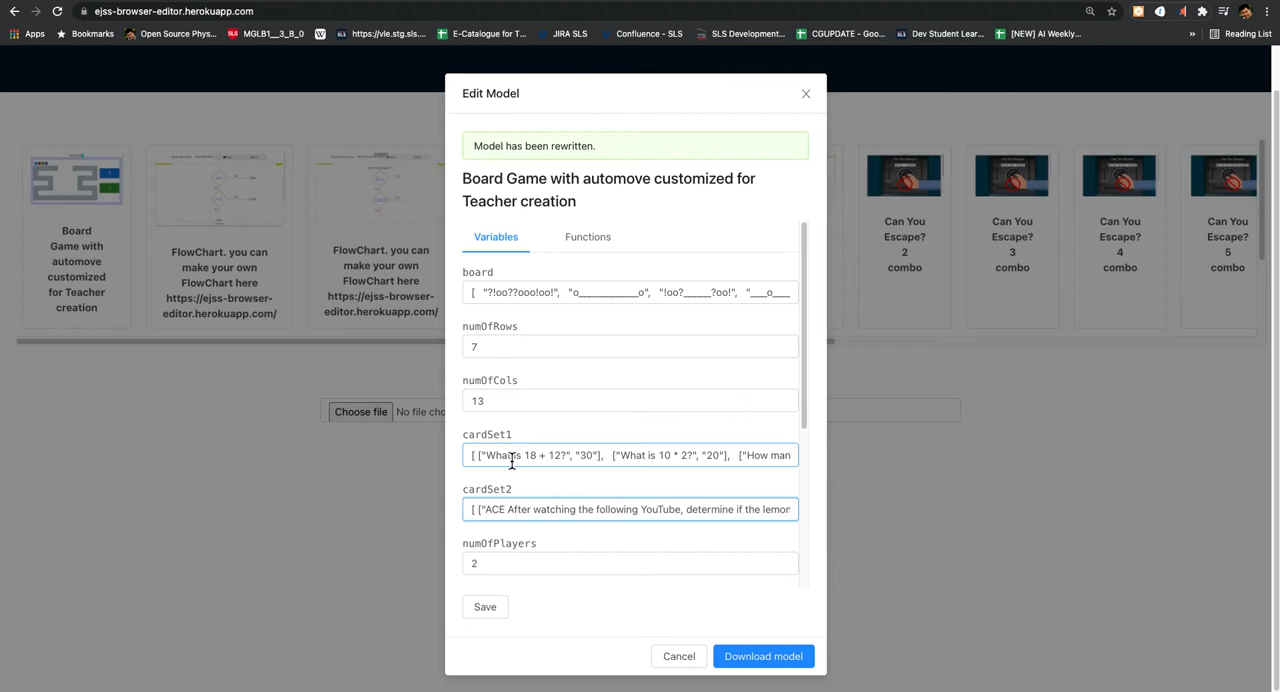 ejss-browser-editor.herokuapp.com
Apps Bookmarks Open Source Phys... MGLB1__3_B_0 https://vle.stg.sls.... E-Catalogue for T... JIRA SLS Confluence - SLS SLS Development... CGUPDATE - Goo... Dev Student Lear... [NEW] AI Weekly... » Reading List
Edit Model
Model has been rewritten.
Board Game with automove customized for
Teacher creation
Variables Functions
board
[ "?!oo??ooo!oo!", "o___________o", "!oo?______?oo!", "___o____
numOfRows
7
numOfCols
13
cardSet1
[ ["What is 18 + 12?", "30"], ["What is 10 * 2?", "20"], ["How man
cardSet2
[ ["ACE After watching the following YouTube, determine if the lemon
numOfPlayers
2
Save
Cancel Download model
Board
Game with
automove
customized
for Teacher
creation
FlowChart. you can
make your own
FlowChart here
https://ejss-browser-
editor.herokuapp.com/
FlowChart. you can
make your own
FlowChart here
https://ejss-browser-
editor.herokuapp.com/
Can You
Escape?
2
combo
Can You
Escape?
3
combo
Can You
Escape?
4
combo
Can You
Escape?
5
combo
Choose file No file cho